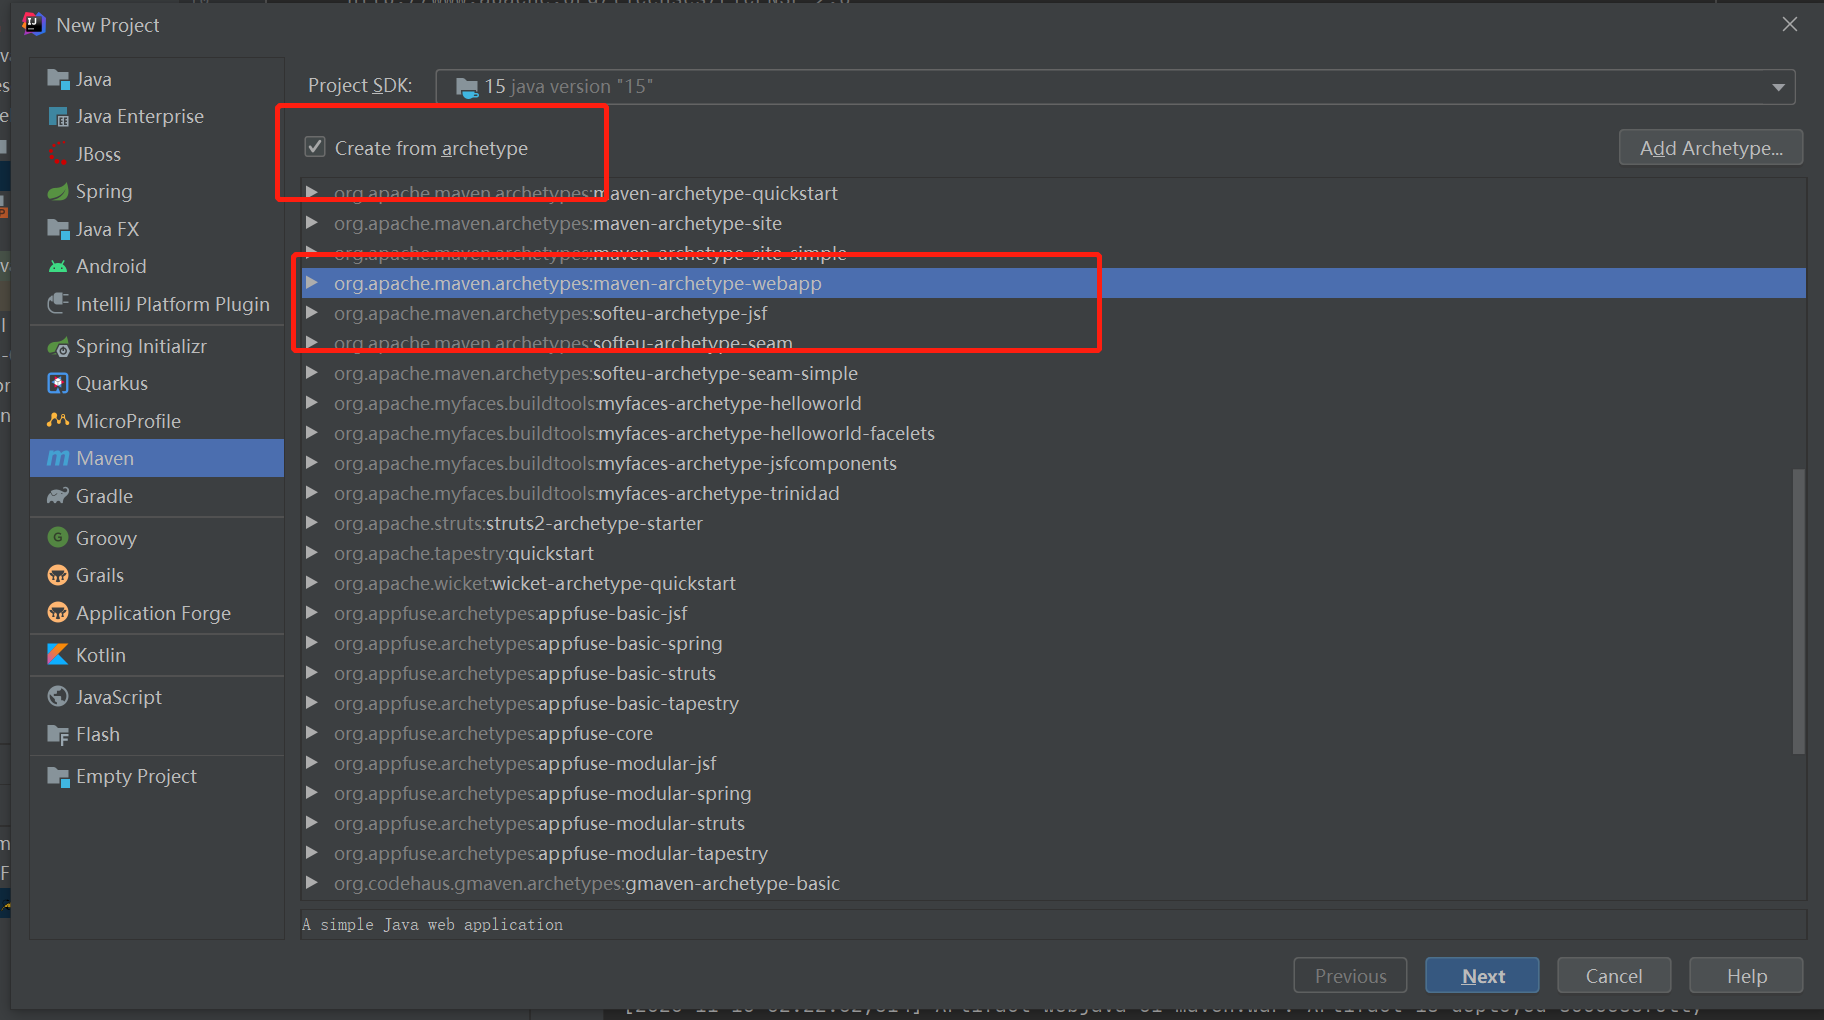 New Project
Java
Java Enterprise
JBoss
Spring
Java FX
Android
IntelliJ Platform Plugin
Spring Initializr
Quarkus
MicroProfile
Maven
Gradle
Groovy
Grails
Application Forge
Kotlin
JavaScript
Flash
Empty Project
Project SDK: 15 java version "15"
Create from archetype
Add Archetype...
org.apache.maven.archetypes:maven-archetype-quickstart
org.apache.maven.archetypes:maven-archetype-site
org.apache.maven.archetypes:maven-archetype-site-simple
org.apache.maven.archetypes:maven-archetype-webapp
org.apache.maven.archetypes:softeu-archetype-jsf
org.apache.maven.archetypes:softeu-archetype-seam
org.apache.maven.archetypes:softeu-archetype-seam-simple
org.apache.myfaces.buildtools:myfaces-archetype-helloworld
org.apache.myfaces.buildtools:myfaces-archetype-helloworld-facelets
org.apache.myfaces.buildtools:myfaces-archetype-jsfcomponents
org.apache.myfaces.buildtools:myfaces-archetype-trinidad
org.apache.struts:struts2-archetype-starter
org.apache.tapestry:quickstart
org.apache.wicket:wicket-archetype-quickstart
org.appfuse.archetypes:appfuse-basic-jsf
org.appfuse.archetypes:appfuse-basic-spring
org.appfuse.archetypes:appfuse-basic-struts
org.appfuse.archetypes:appfuse-basic-tapestry
org.appfuse.archetypes:appfuse-core
org.appfuse.archetypes:appfuse-modular-jsf
org.appfuse.archetypes:appfuse-modular-spring
org.appfuse.archetypes:appfuse-modular-struts
org.appfuse.archetypes:appfuse-modular-tapestry
org.codehaus.gmaven.archetypes:gmaven-archetype-basic
A simple Java web application
Previous
Next
Cancel
Help